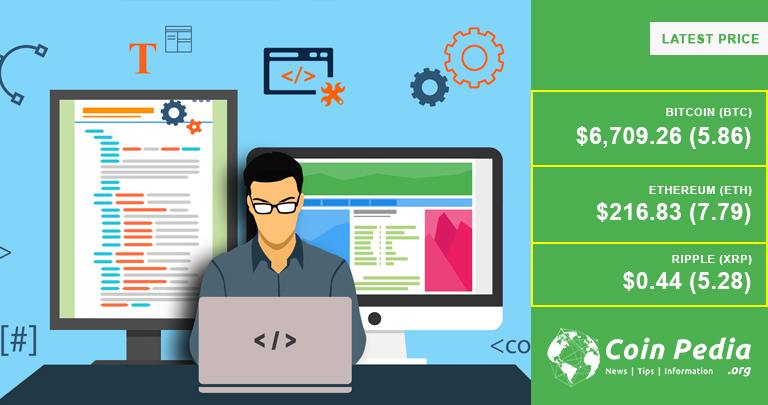 T
</>
LATEST PRICE
BITCOIN (BTC)
$6,709.26 (5.86)
ETHEREUM (ETH)
$216.83 (7.79)
RIPPLE (XRP)
$0.44 (5.28)
>
</>
[#]
<co
Coin Pedia
.org
News | Tips | Information